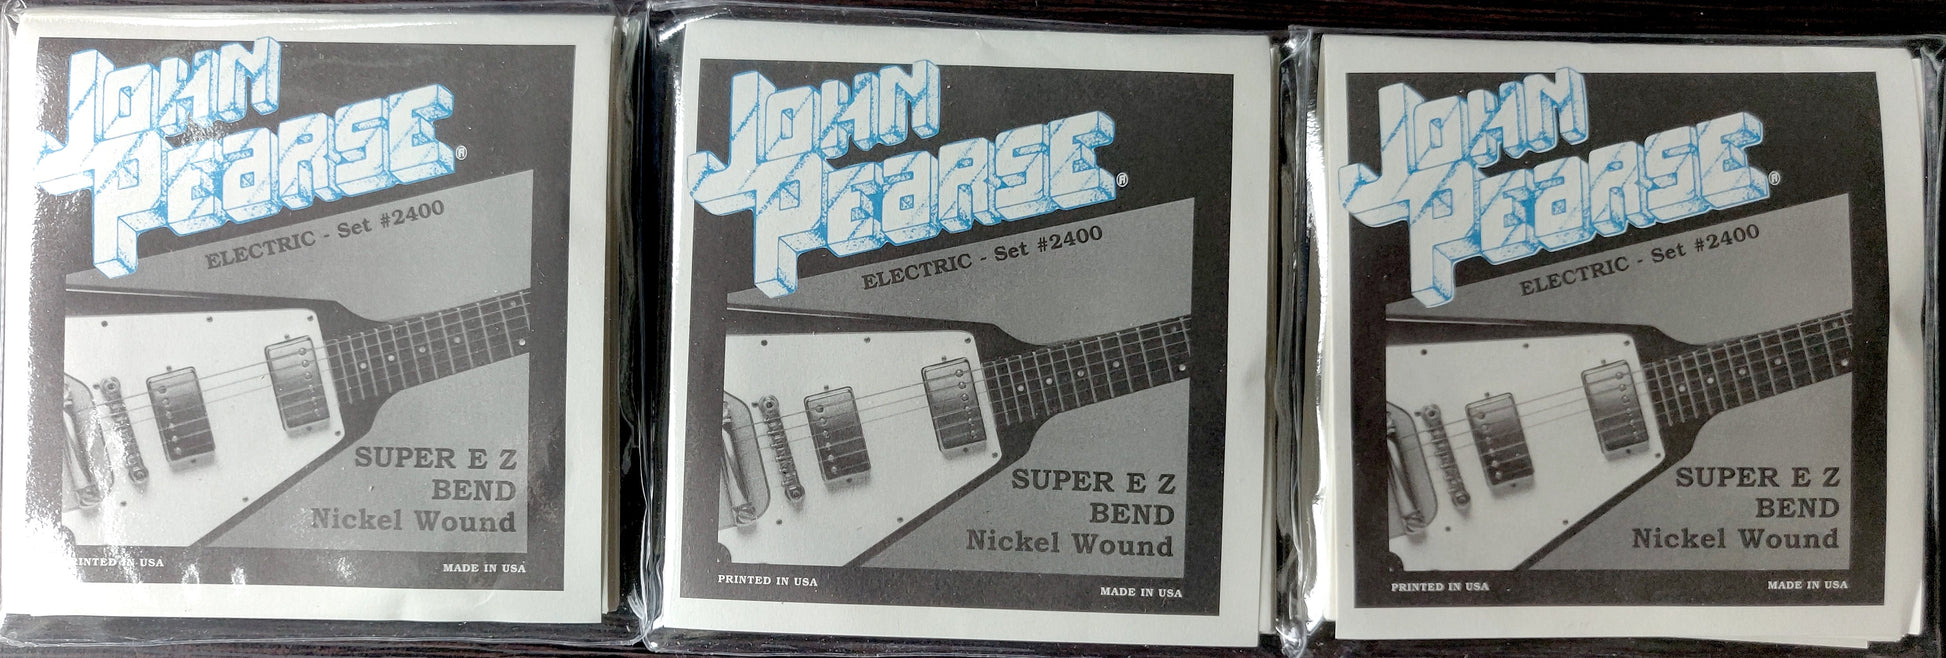 JOHN
PEARSE®
ELECTRIC - Set #2400
SUPER E Z
BEND
Nickel Wound
PRINTED IN USA
MADE IN USA
JOHN
PEARSE®
ELECTRIC - Set #2400
SUPER E Z
BEND
Nickel Wound
PRINTED IN USA
MADE IN USA
JOHN
PEARSE®
ELECTRIC - Set #2400
SUPER E Z
BEND
Nickel Wound
PRINTED IN USA
MADE IN USA